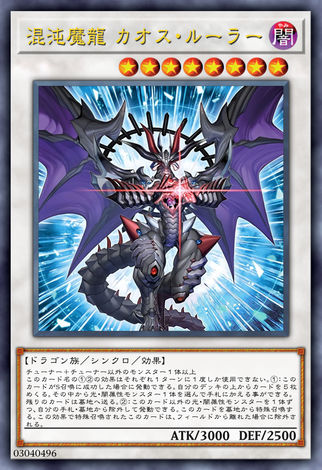 混沌魔龍 カオス・ルーラー
闇
【ドラゴン族/シンクロ/効果】
チューナー+チューナー以外のモンスター1体以上
このカード名の①②の効果はそれぞれ1ターンに1度しか使用できない。①:この
カードがS召喚に成功した場合に発動できる。自分のデッキの上からカードを5枚
めくる。その中から光・闇属性モンスター1体を選んで手札に加える事ができる。
残りのカードは墓地へ送る。②:このカード以外の光・闇属性モンスターを1体ず
つ、自分の手札・墓地から除外して発動できる。このカードを墓地から特殊召喚す
る。この効果で特殊召喚したこのカードは、フィールドから離れた場合に除外され
る。
ATK/3000 DEF/2500
03040496